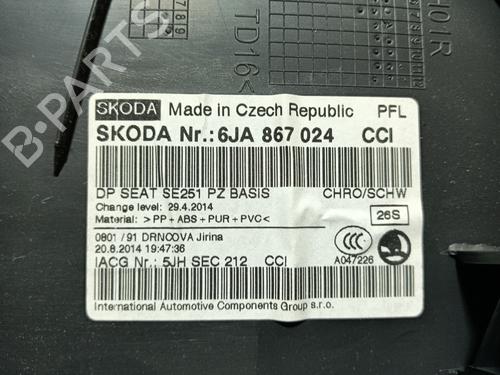 TD16<
H01R
SKODA Made in Czech Republic PFL
SKODA Nr.: 6JA 867 024 CCI
DP SEAT SE251 PZ BASIS CHRO/SCHW
Change level: 29.4.2014
Material: >PP+ABS+PUR+PVC< 26S
0801 /91 DRNCOVA Jirina
20.8.2014 19:47:36 CCC A047226
IACG Nr.: 5JH SEC 212 CCI
International Automotive Components Group s.r.o.
B-PARTS